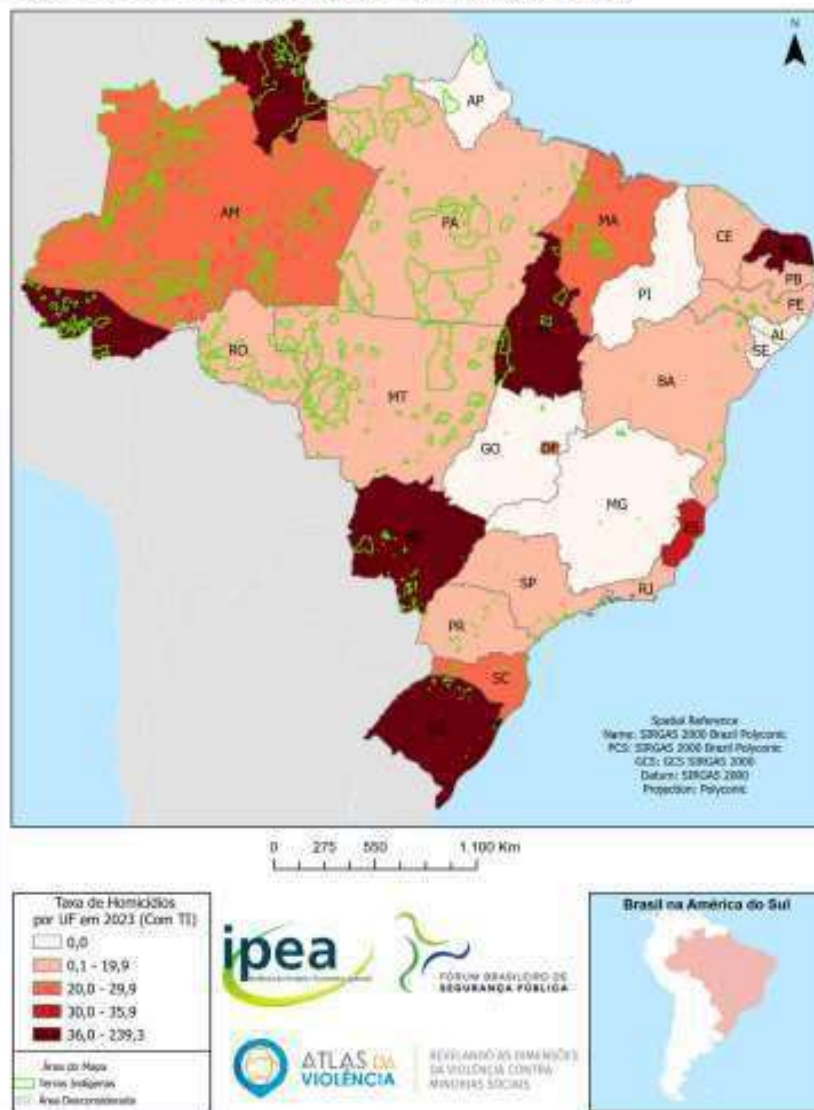 N
AP
AM
PA
MA
CE
PB
PE
PI
AL
SE
RO
BA
MT
GO
DF
MG
ES
SP
RJ
PR
SC
Spatial Reference
Name: SIRGAS 2000 Brazil Polyconic
PCS: SIRGAS 2000 Brazil Polyconic
GCS: GCS SIRGAS 2000
Datum: SIRGAS 2000
Projection: Polyconic
0 275 550 1.100 Km
Taxa de Homicídios
por UF em 2023 (Com TI)
0,0
0,1 - 19,9
20,0 - 29,9
30,0 - 35,9
36,0 - 239,3
Área do Mapa
Terras Indígenas
Área Desconsiderada
ipea
FÓRUM BRASILEIRO DE
SEGURANÇA PÚBLICA
ATLAS DA
VIOLÊNCIA
REVELANDO AS DIMENSÕES
DA VIOLÊNCIA CONTRA
MINORIAS SOCIAIS
Brasil na América do Sul